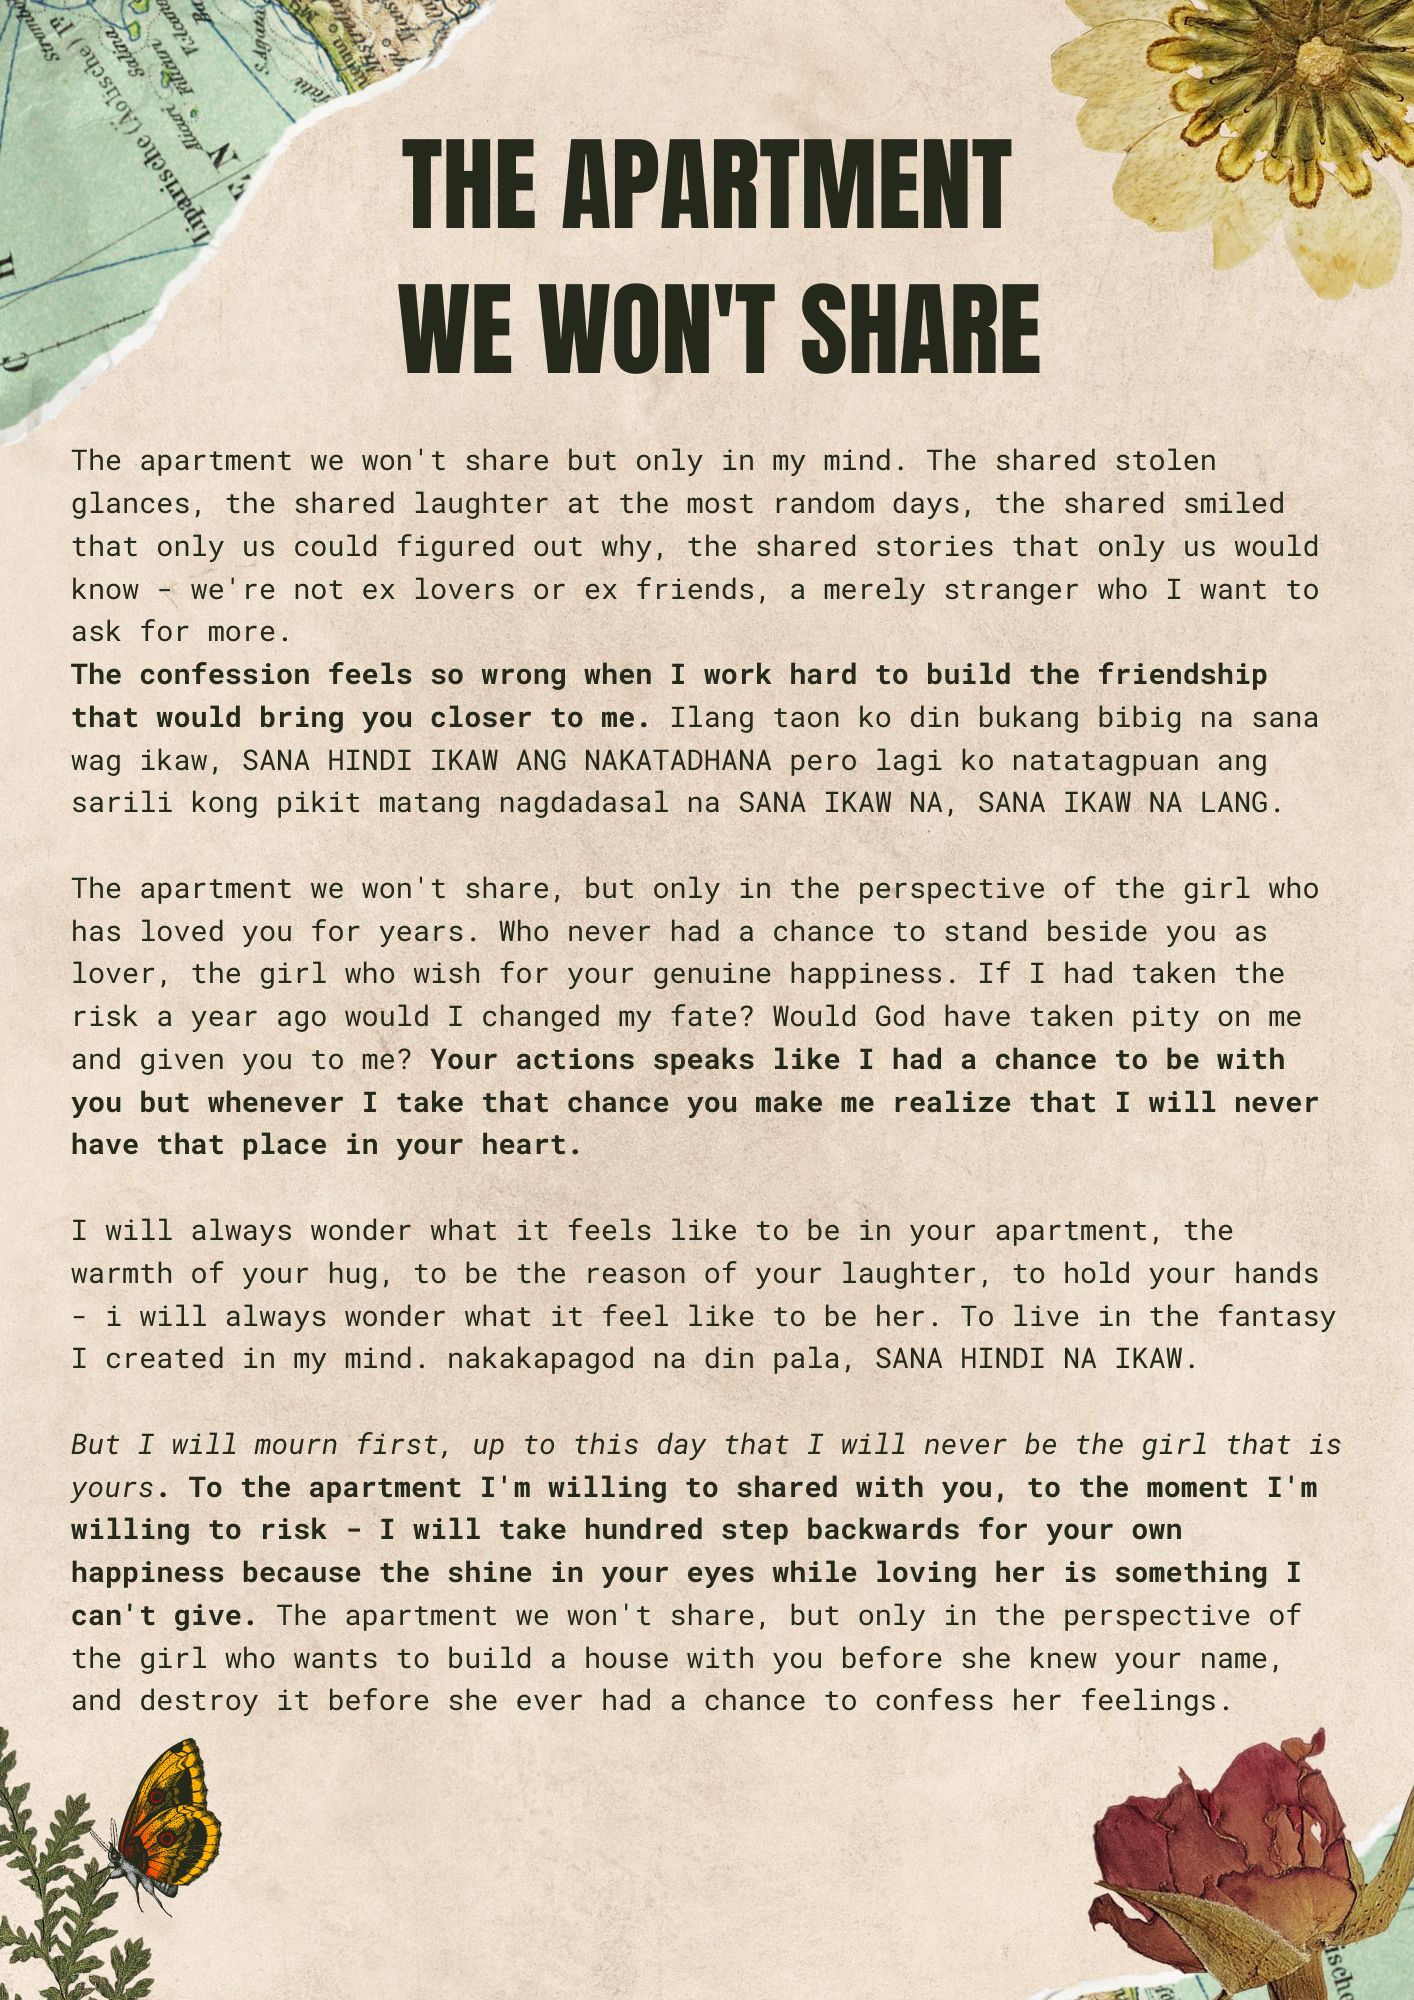 THE APARTMENT
WE WON'T SHARE
The apartment we won't share but only in my mind. The shared stolen
glances, the shared laughter at the most random days, the shared smiled
that only us could figured out why, the shared stories that only us would
know - we're not ex lovers or ex friends, a merely stranger who I want to
ask for more.
The confession feels so wrong when I work hard to build the friendship
that would bring you closer to me. Ilang taon ko din bukang bibig na sana
wag ikaw, SANA HINDI IKAW ANG NAKATADHANA pero lagi ko natatagpuan ang
sarili kong pikit matang nagdadasal na SANA IKAW NA, SANA IKAW NA LANG.
The apartment we won't share, but only in the perspective of the girl who
has loved you for years. Who never had a chance to stand beside you as
lover, the girl who wish for your genuine happiness. If I had taken the
risk a year ago would I changed my fate? Would God have taken pity on me
and given you to me? Your actions speaks like I had a chance to be with
you but whenever I take that chance you make me realize that I will never
have that place in your heart.
I will always wonder what it feels like to be in your apartment, the
warmth of your hug, to be the reason of your laughter, to hold your hands
- i will always wonder what it feel like to be her. To live in the fantasy
I created in my mind. nakakapagod na din pala, SANA HINDI NA IKAW.
But I will mourn first, up to this day that I will never be the girl that is
yours. To the apartment I'm willing to shared with you, to the moment I'm
willing to risk - I will take hundred step backwards for your own
happiness because the shine in your eyes while loving her is something I
can't give. The apartment we won't share, but only in the perspective of
the girl who wants to build a house with you before she knew your name,
and destroy it before she ever had a chance to confess her feelings.
Salina
Filicuri
Alicuri
Liparische (Äolische) In